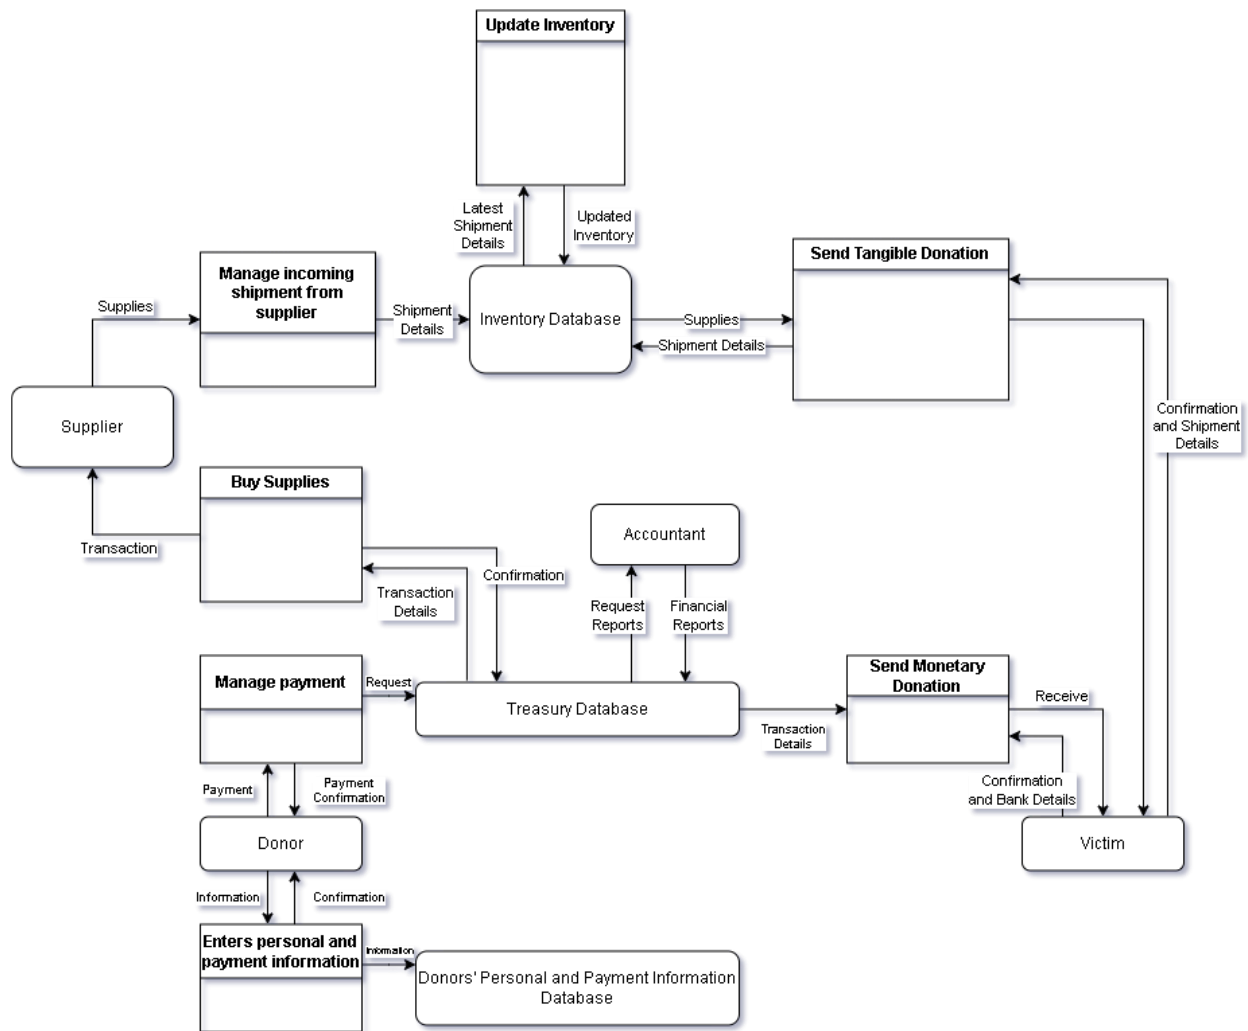 Update Inventory
Latest
Shipment
Details
Updated
Inventory
Send Tangible Donation
Manage incoming
shipment from
supplier
Supplies
Shipment
Details
Inventory Database
Supplies
Shipment Details
Supplier
Confirmation
and Shipment
Details
Buy Supplies
Transaction
Accountant
Confirmation
Transaction
Details
Request
Reports
Financial
Reports
Manage payment
Request
Treasury Database
Send Monetary
Donation
Receive
Transaction
Details
Payment
Payment
Confirmation
Confirmation
and Bank Details
Donor
Victim
Information
Confirmation
Enters personal and
payment information
Information
Donors' Personal and Payment Information
Database